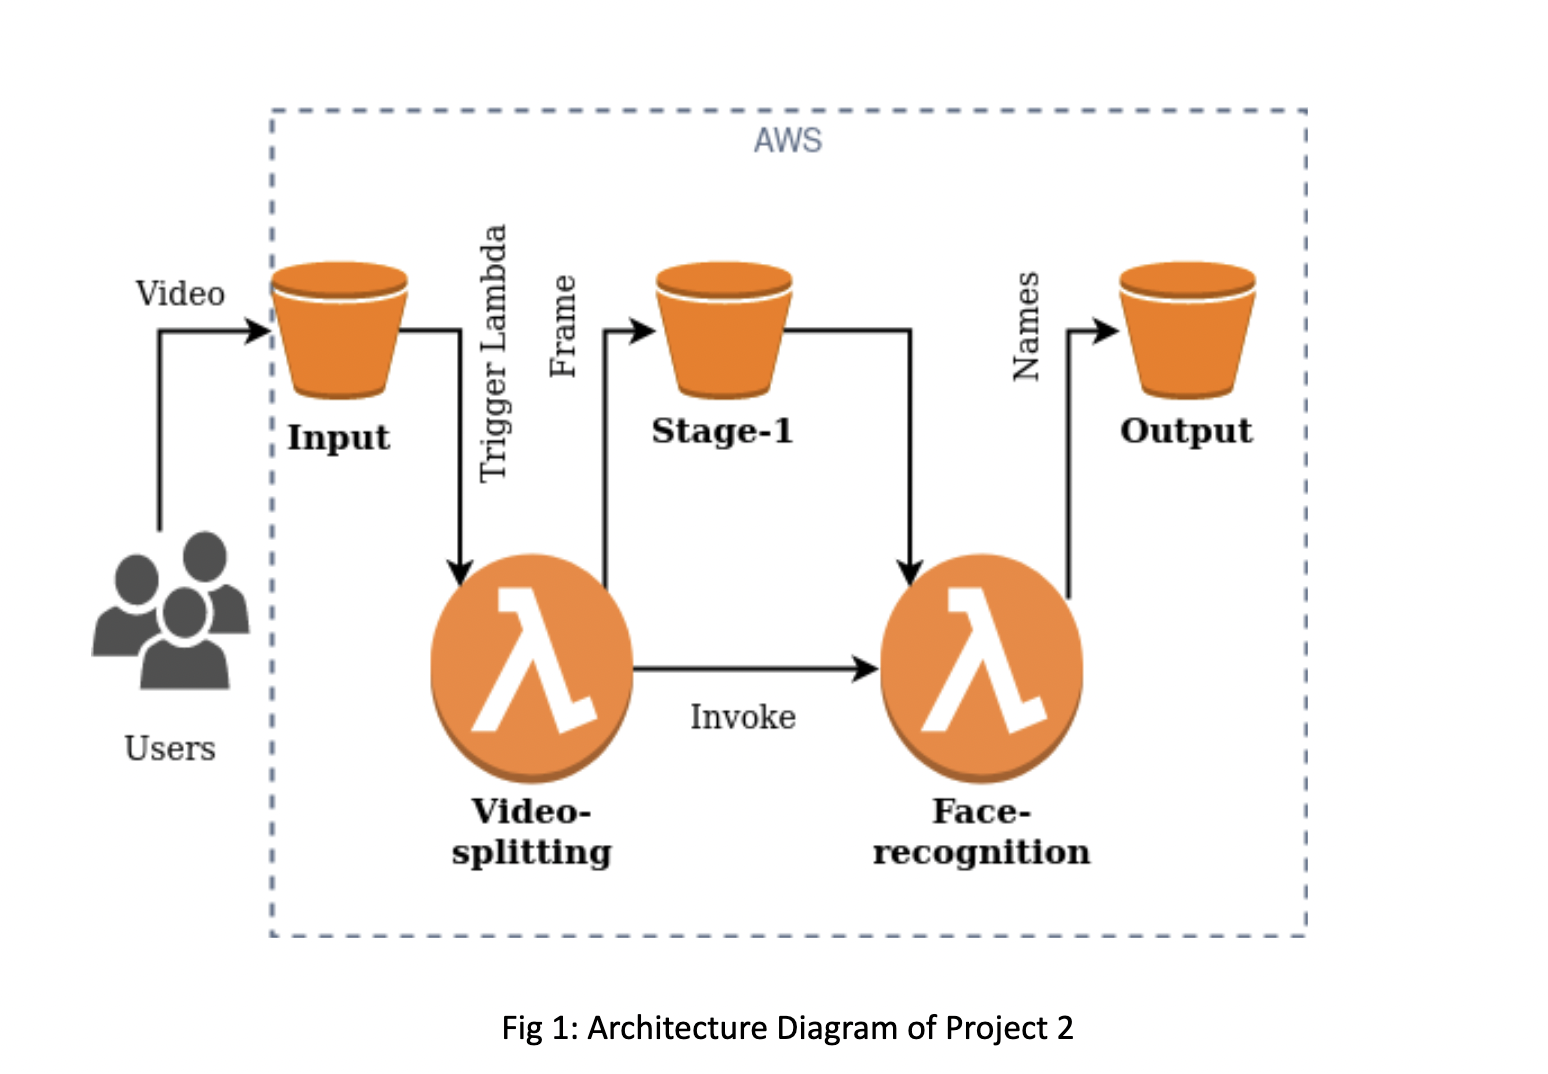 AWS
Video
Trigger Lambda
Frame
Names
Input
Stage-1
Output
Users
Invoke
Video-
splitting
Face-
recognition
Fig 1: Architecture Diagram of Project 2